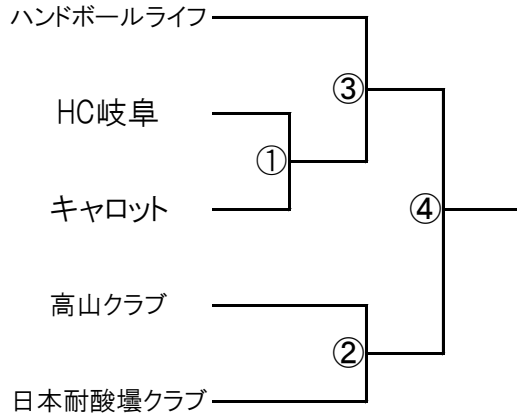 ハンドボールライフ
③
HC岐阜
①
キャロット
④
高山クラブ
②
日本耐酸壜クラブ